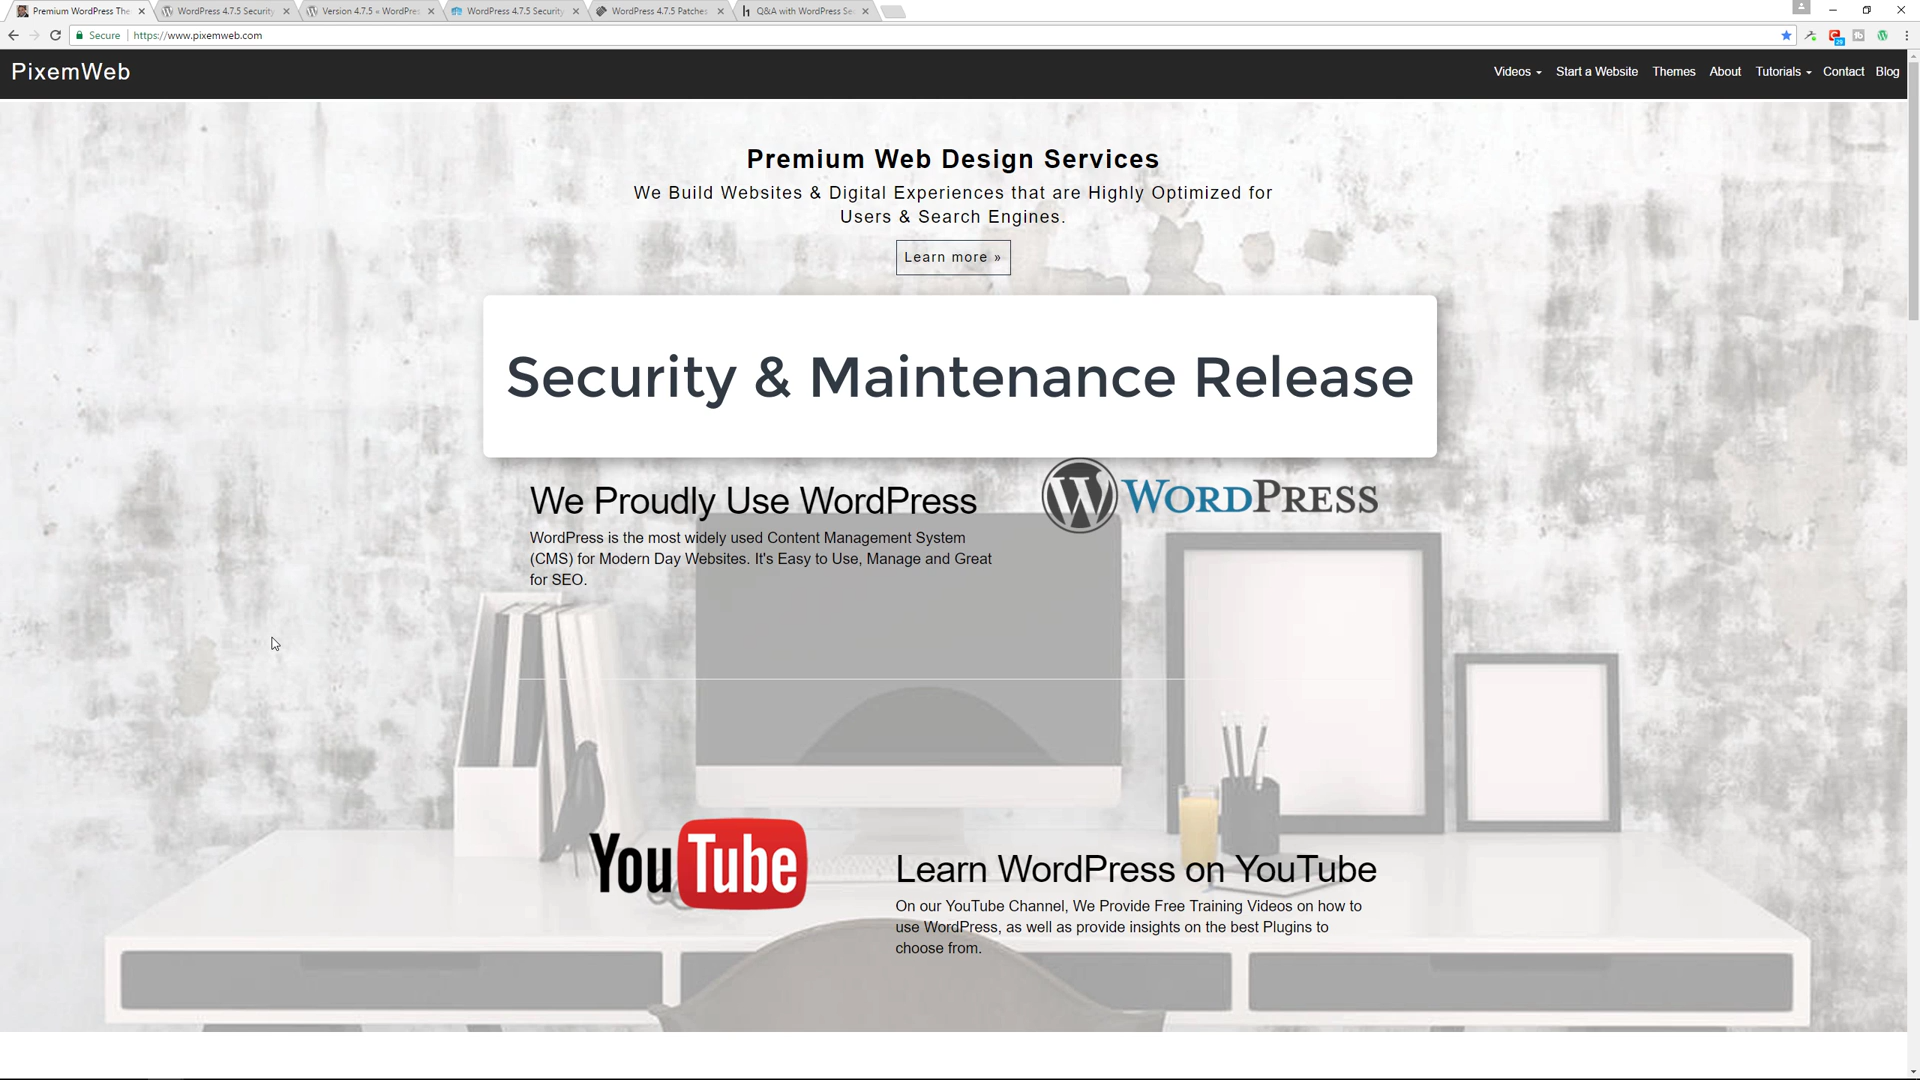 Premium WordPress The
WordPress 4.7.5 Security
Version 4.7.5 « WordPres
WordPress 4.7.5 Security
WordPress 4.7.5 Patches
Q&A with WordPress Se
Secure
https://www.pixemweb.com
PixemWeb
Videos
Start a Website
Themes
About
Tutorials
Contact
Blog
Premium Web Design Services
We Build Websites & Digital Experiences that are Highly Optimized for
Users & Search Engines.
Learn more »
Security & Maintenance Release
We Proudly Use WordPress
WORDPRESS
WordPress is the most widely used Content Management System
(CMS) for Modern Day Websites. It's Easy to Use, Manage and Great
for SEO.
YouTube
Learn WordPress on YouTube
On our YouTube Channel, We Provide Free Training Videos on how to
use WordPress, as well as provide insights on the best Plugins to
choose from.